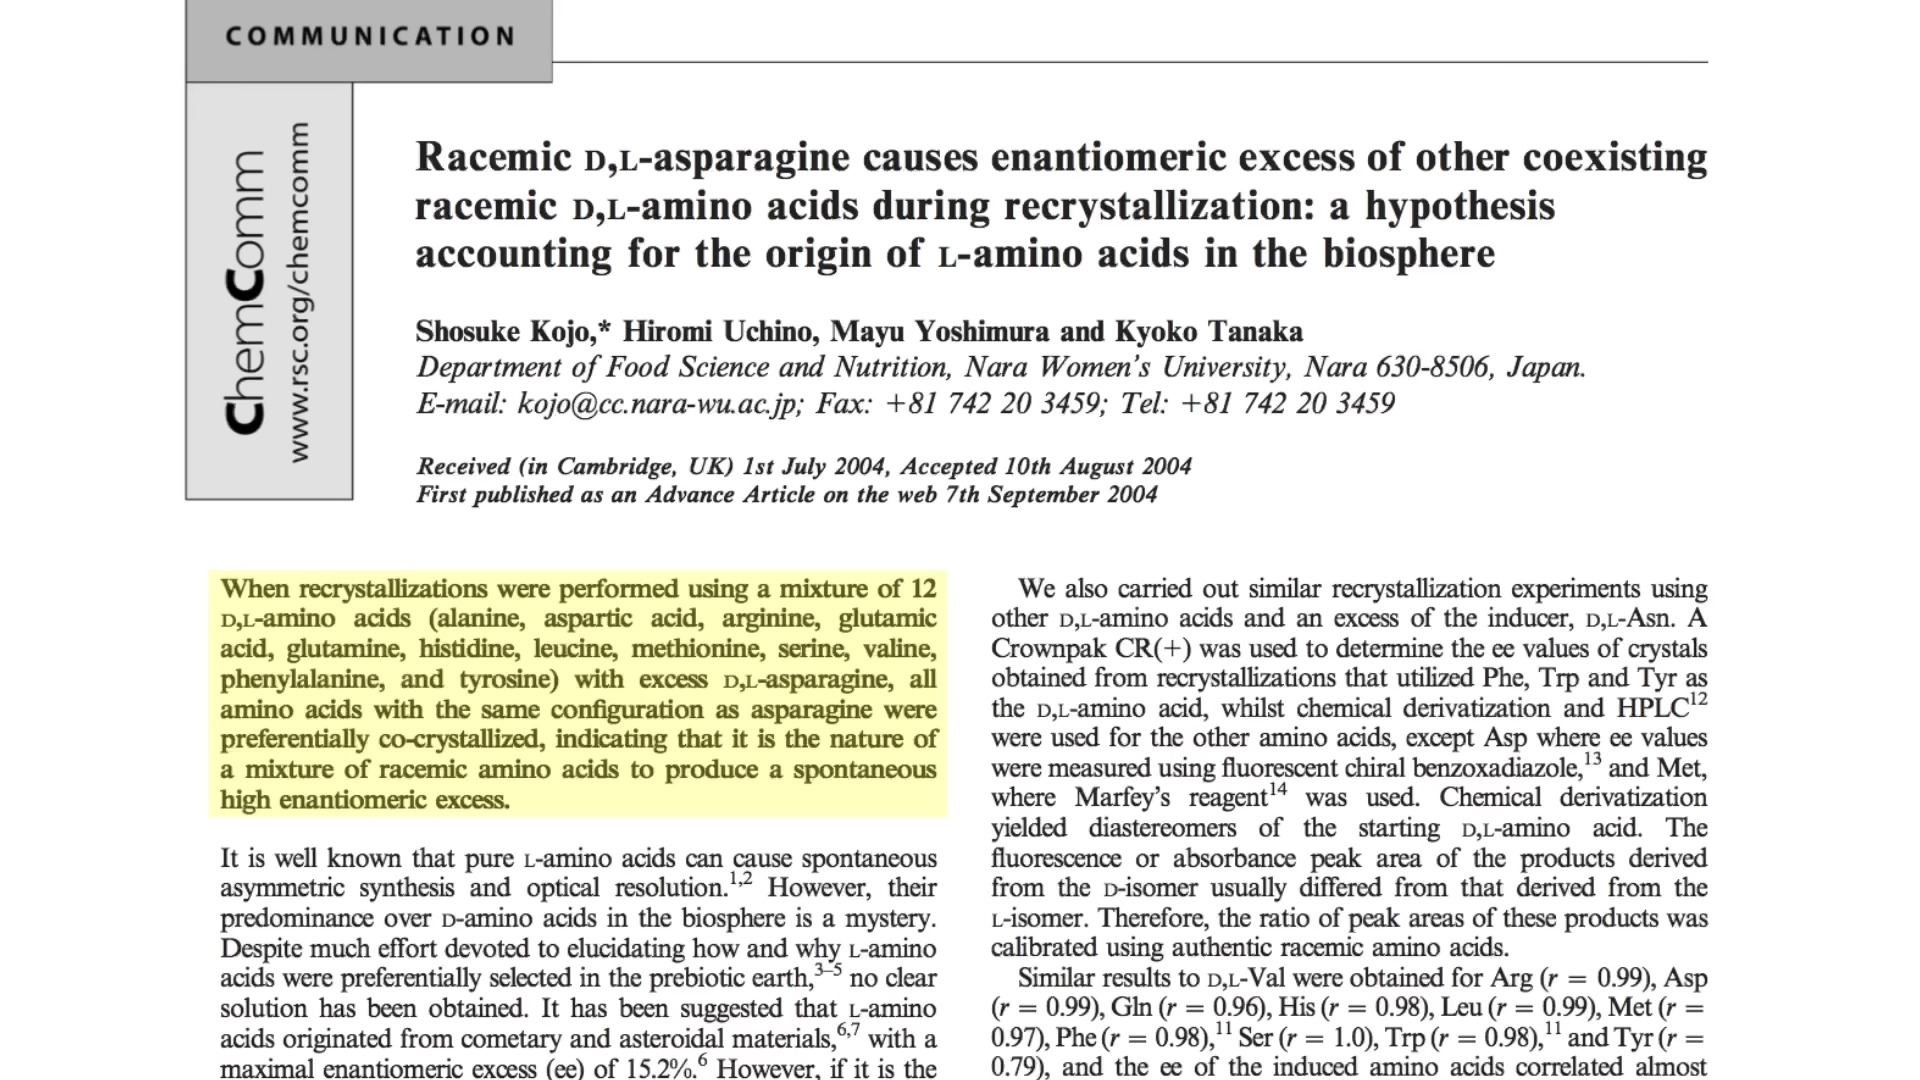 COMMUNICATION
ChemComm
www.rsc.org/chemcomm
Racemic D,L-asparagine causes enantiomeric excess of other coexisting
racemic D,L-amino acids during recrystallization: a hypothesis
accounting for the origin of L-amino acids in the biosphere
Shosuke Kojo,* Hiromi Uchino, Mayu Yoshimura and Kyoko Tanaka
Department of Food Science and Nutrition, Nara Women's University, Nara 630-8506, Japan.
E-mail: kojo@cc.nara-wu.ac.jp; Fax: +81 742 20 3459; Tel: +81 742 20 3459
Received (in Cambridge, UK) 1st July 2004, Accepted 10th August 2004
First published as an Advance Article on the web 7th September 2004
When recrystallizations were performed using a mixture of 12
D,L-amino acids (alanine, aspartic acid, arginine, glutamic
acid, glutamine, histidine, leucine, methionine, serine, valine,
phenylalanine, and tyrosine) with excess D,L-asparagine, all
amino acids with the same configuration as asparagine were
preferentially co-crystallized, indicating that it is the nature of
a mixture of racemic amino acids to produce a spontaneous
high enantiomeric excess.
It is well known that pure L-amino acids can cause spontaneous
asymmetric synthesis and optical resolution.1,2 However, their
predominance over D-amino acids in the biosphere is a mystery.
Despite much effort devoted to elucidating how and why L-amino
acids were preferentially selected in the prebiotic earth,3–5 no clear
solution has been obtained. It has been suggested that L-amino
acids originated from cometary and asteroidal materials,6,7 with a
maximal enantiomeric excess (ee) of 15.2%.6 However, if it is the
We also carried out similar recrystallization experiments using
other D,L-amino acids and an excess of the inducer, D,L-Asn. A
Crownpak CR(+) was used to determine the ee values of crystals
obtained from recrystallizations that utilized Phe, Trp and Tyr as
the D,L-amino acid, whilst chemical derivatization and HPLC12
were used for the other amino acids, except Asp where ee values
were measured using fluorescent chiral benzoxadiazole,13 and Met,
where Marfey's reagent14 was used. Chemical derivatization
yielded diastereomers of the starting D,L-amino acid. The
fluorescence or absorbance peak area of the products derived
from the D-isomer usually differed from that derived from the
L-isomer. Therefore, the ratio of peak areas of these products was
calibrated using authentic racemic amino acids.
Similar results to D,L-Val were obtained for Arg (r = 0.99), Asp
(r = 0.99), Gln (r = 0.96), His (r = 0.98), Leu (r = 0.99), Met (r =
0.97), Phe (r = 0.98),11 Ser (r = 1.0), Trp (r = 0.98),11 and Tyr (r =
0.79), and the ee of the induced amino acids correlated almost